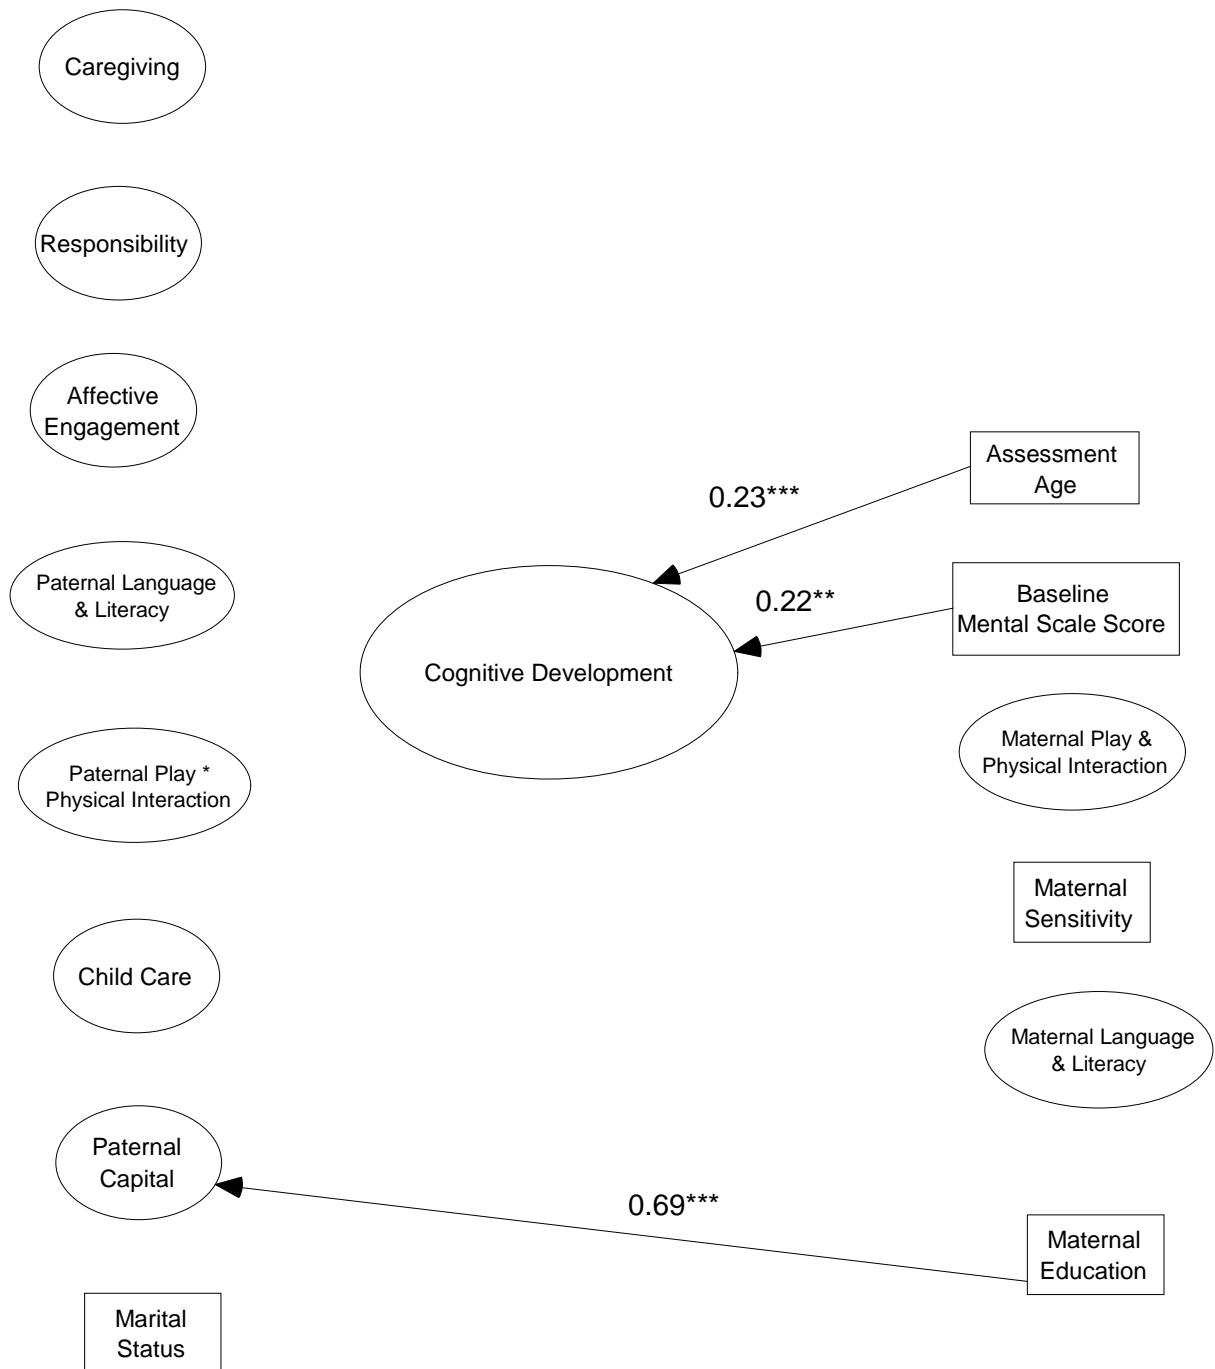 Caregiving
Responsibility
Affective
Engagement
Assessment
Age
0.23***
Paternal Language
& Literacy
Baseline
Mental Scale Score
0.22**
Cognitive Development
Maternal Play &
Physical Interaction
Paternal Play *
Physical Interaction
Maternal
Sensitivity
Child Care
Maternal Language
& Literacy
Paternal
Capital
0.69***
Maternal
Education
Marital
Status